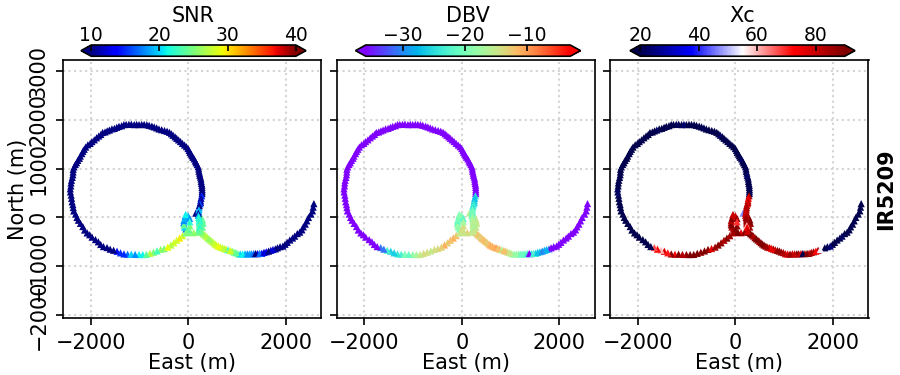 SNR DBV Xc
10 20 30 40 −30 −20 −10 20 40 60 80
North (m)
3000
2000
1000
0
−1000
−2000
IR5209
−2000 0 2000 −2000 0 2000 −2000 0 2000
East (m) East (m) East (m)